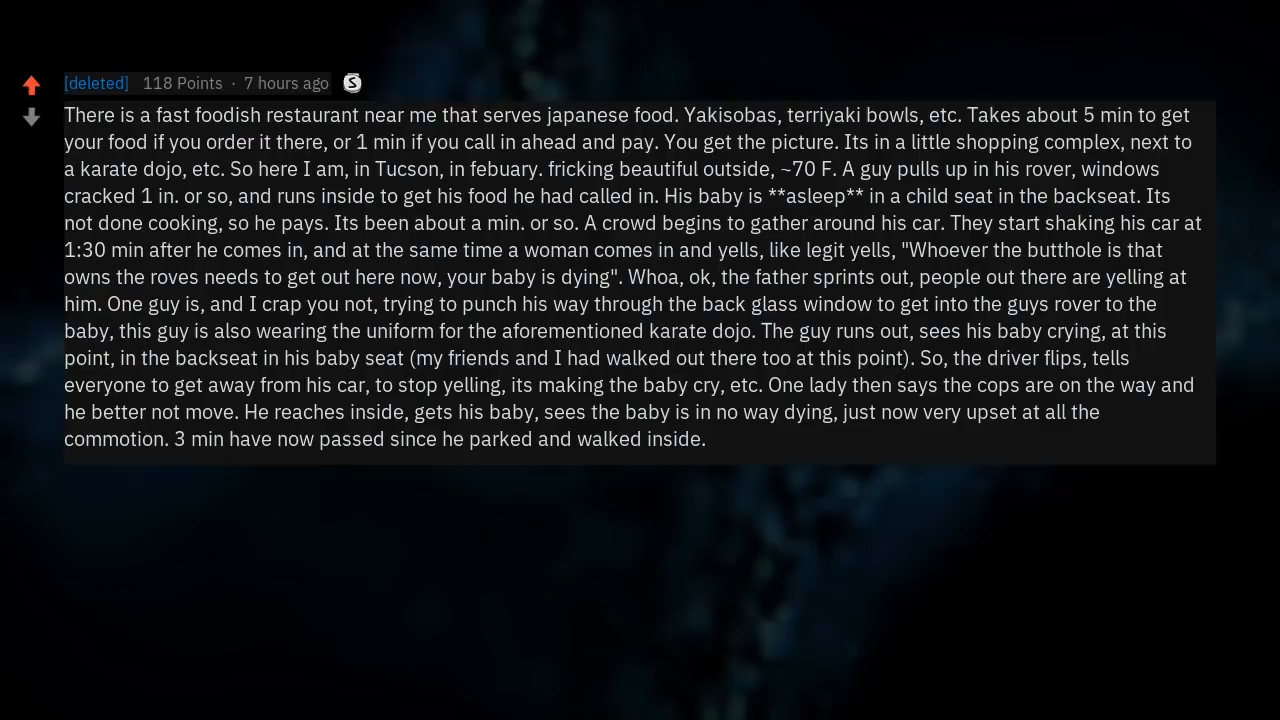 [deleted] 118 Points · 7 hours ago S
There is a fast foodish restaurant near me that serves japanese food. Yakisobas, terriyaki bowls, etc. Takes about 5 min to get
your food if you order it there, or 1 min if you call in ahead and pay. You get the picture. Its in a little shopping complex, next to
a karate dojo, etc. So here I am, in Tucson, in febuary. fricking beautiful outside, ~70 F. A guy pulls up in his rover, windows
cracked 1 in. or so, and runs inside to get his food he had called in. His baby is **asleep** in a child seat in the backseat. Its
not done cooking, so he pays. Its been about a min. or so. A crowd begins to gather around his car. They start shaking his car at
1:30 min after he comes in, and at the same time a woman comes in and yells, like legit yells, "Whoever the butthole is that
owns the roves needs to get out here now, your baby is dying". Whoa, ok, the father sprints out, people out there are yelling at
him. One guy is, and I crap you not, trying to punch his way through the back glass window to get into the guys rover to the
baby, this guy is also wearing the uniform for the aforementioned karate dojo. The guy runs out, sees his baby crying, at this
point, in the backseat in his baby seat (my friends and I had walked out there too at this point). So, the driver flips, tells
everyone to get away from his car, to stop yelling, its making the baby cry, etc. One lady then says the cops are on the way and
he better not move. He reaches inside, gets his baby, sees the baby is in no way dying, just now very upset at all the
commotion. 3 min have now passed since he parked and walked inside.